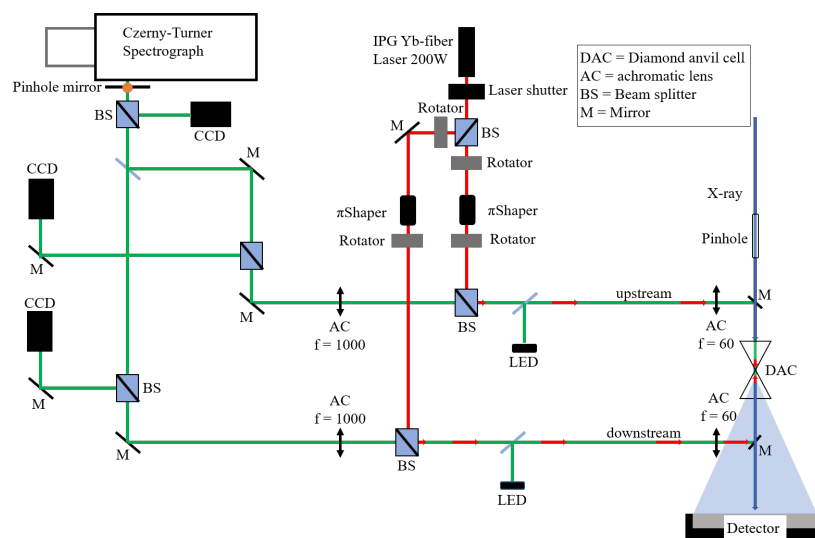 Czerny-Turner
Spectrograph
Pinhole mirror
BS
CCD
IPG Yb-fiber
Laser 200W
Laser shutter
Rotator
M
BS
Rotator
DAC = Diamond anvil cell
AC = achromatic lens
BS = Beam splitter
M = Mirror
CCD
M
X-ray
πShaper
πShaper
Rotator
Rotator
Pinhole
M
M
CCD
AC
f = 1000
BS
LED
upstream
AC
f = 60
M
DAC
M
BS
M
AC
f = 1000
BS
LED
downstream
AC
f=60
M
Detector